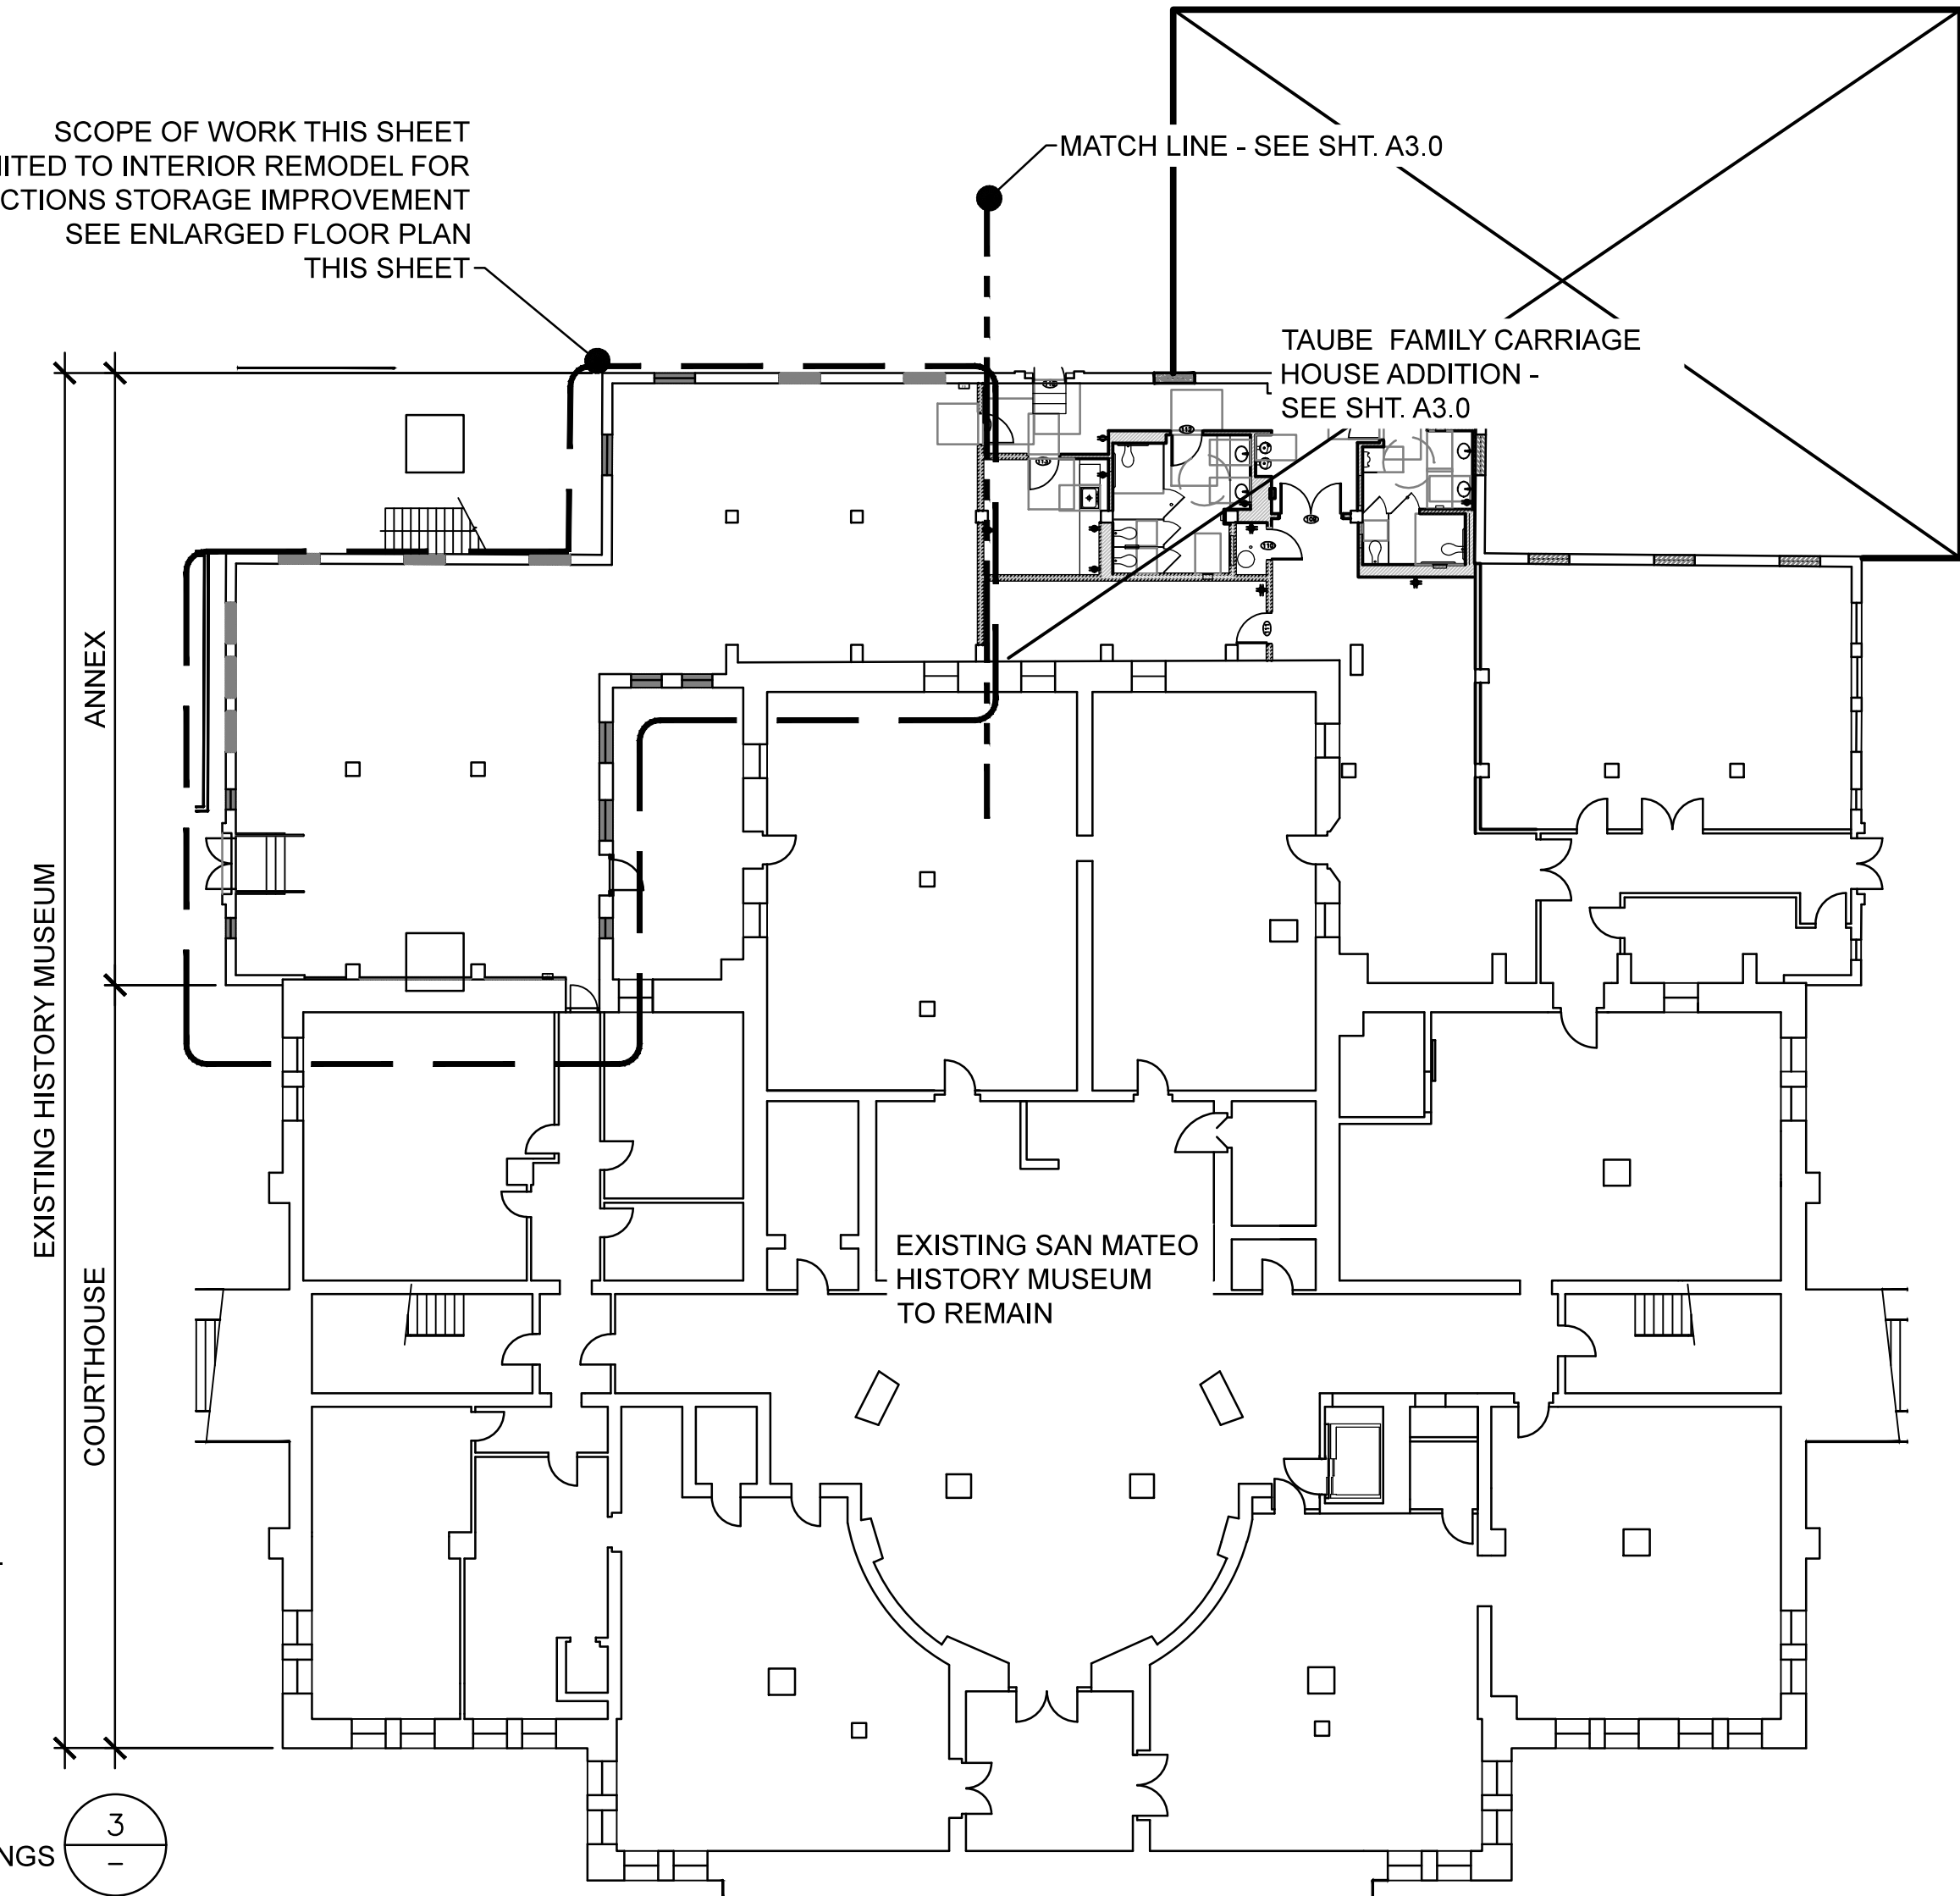 SCOPE OF WORK THIS SHEET
ITED TO INTERIOR REMODEL FOR
CTIONS STORAGE IMPROVEMENT
SEE ENLARGED FLOOR PLAN
THIS SHEET
MATCH LINE - SEE SHT. A3.0
TAUBE FAMILY CARRIAGE
HOUSE ADDITION -
SEE SHT. A3.0
ANNEX
EXISTING HISTORY MUSEUM
COURTHOUSE
EXISTING SAN MATEO
HISTORY MUSEUM
TO REMAIN
3
–
NGS